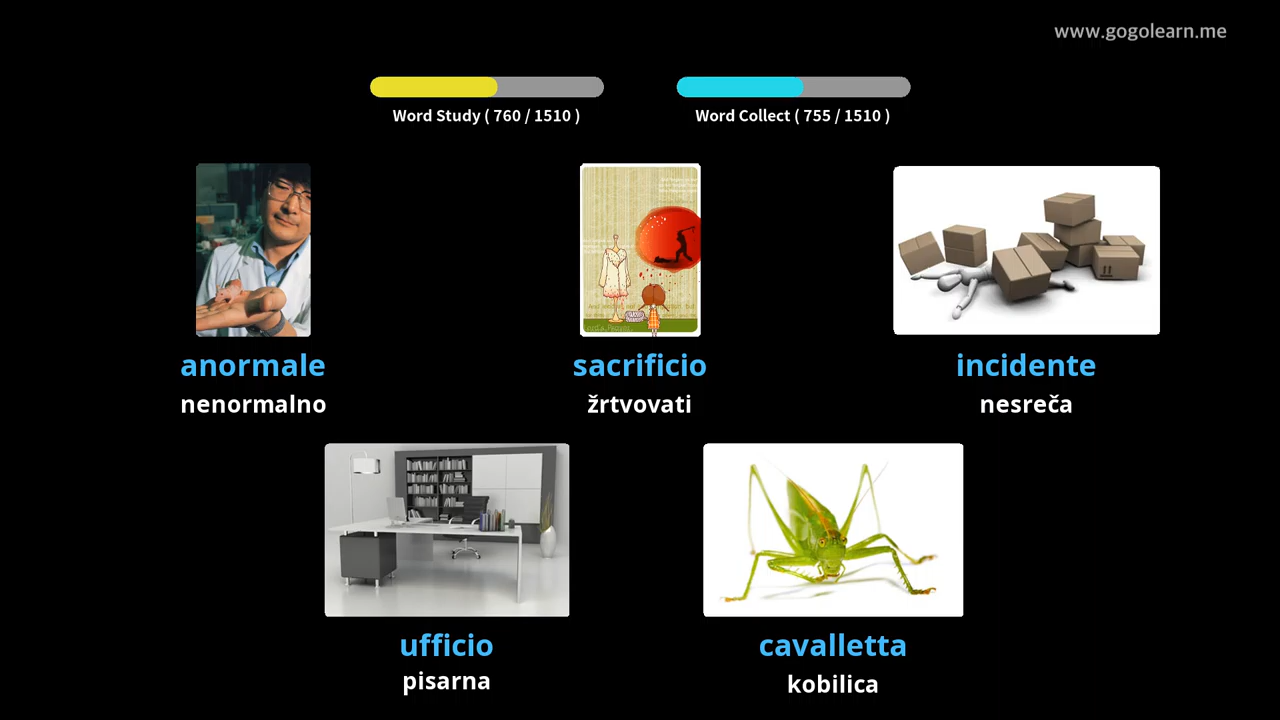 www.gogolearn.me
Word Study ( 760 / 1510 )
Word Collect ( 755 / 1510 )
anormale
nenormalno
sacrificio
žrtvovati
incidente
nesreča
ufficio
pisarna
cavalletta
kobilica